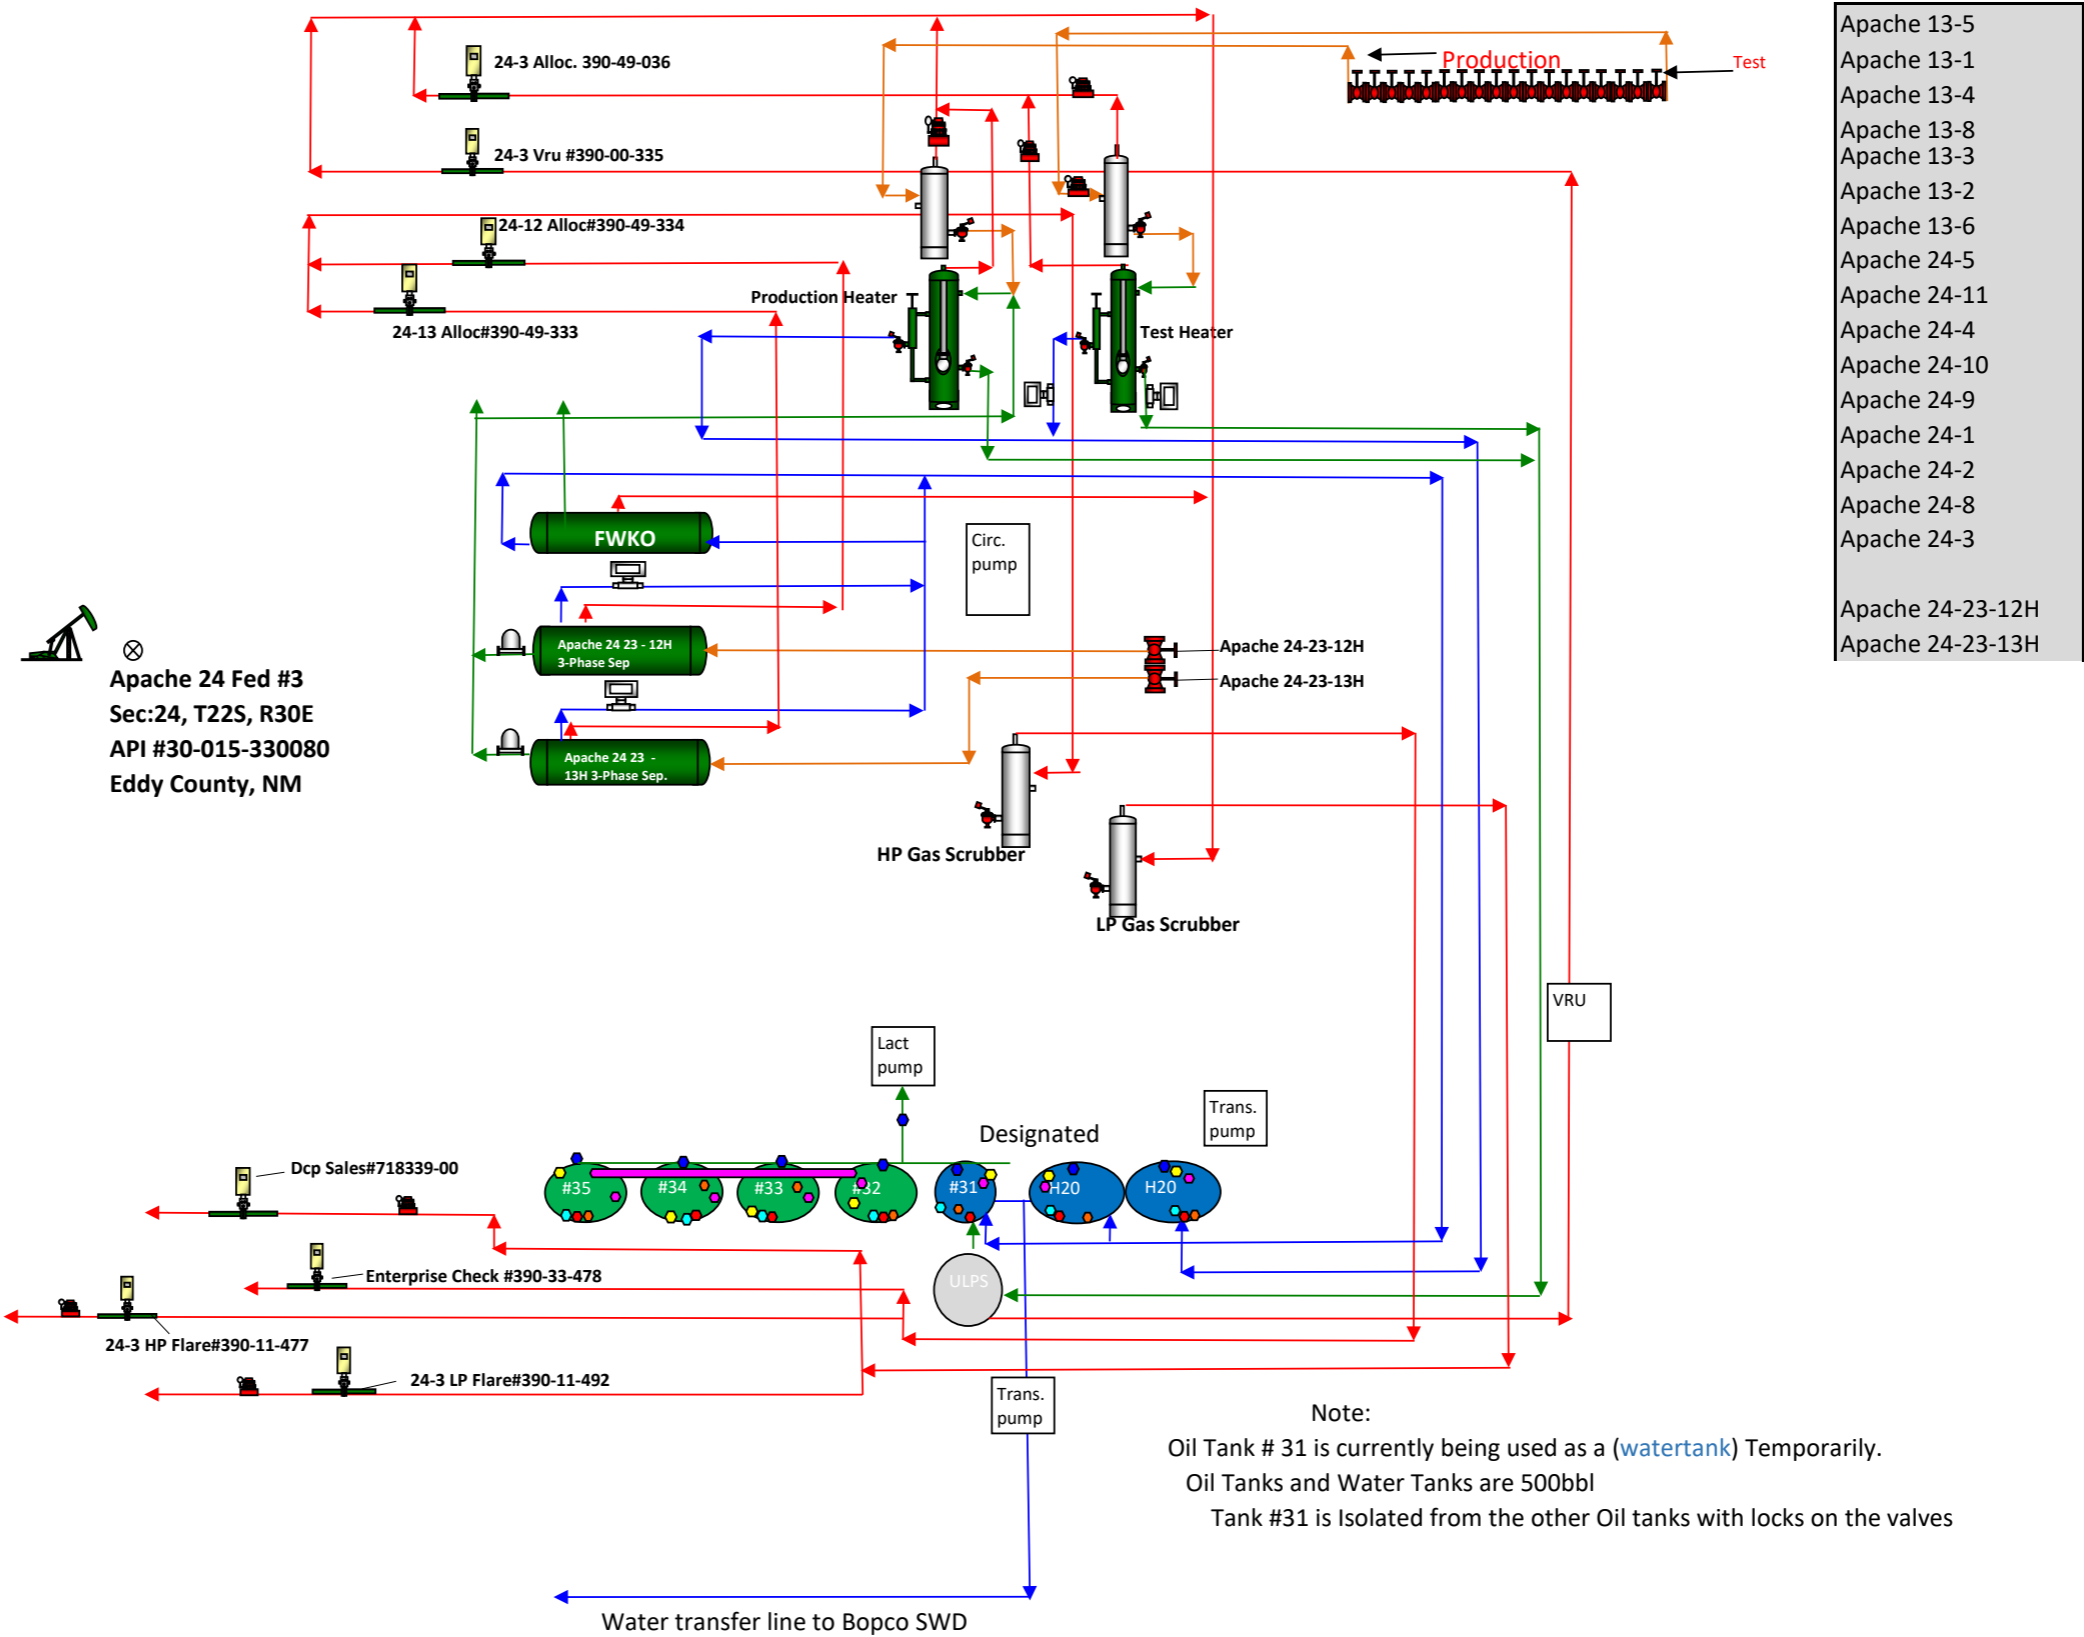 24-3 Alloc. 390-49-036
Production
Test
24-3 Vru #390-00-335
24-12 Alloc#390-49-334
24-13 Alloc#390-49-333
Production Heater
Test Heater
Apache 13-5
Apache 13-1
Apache 13-4
Apache 13-8
Apache 13-3
Apache 13-2
Apache 13-6
Apache 24-5
Apache 24-11
Apache 24-4
Apache 24-10
Apache 24-9
Apache 24-1
Apache 24-2
Apache 24-8
Apache 24-3
Apache 24-23-12H
Apache 24-23-13H
FWKO
Circ.
pump
Apache 24 23 - 12H
3-Phase Sep
Apache 24-23-12H
Apache 24-23-13H
Apache 24 Fed #3
Sec:24, T22S, R30E
API #30-015-330080
Eddy County, NM
Apache 24 23 -
13H 3-Phase Sep.
HP Gas Scrubber
LP Gas Scrubber
VRU
Lact
pump
Trans.
pump
Designated
Dcp Sales#718339-00
#35
#34
#33
#32
#31
H20
H20
Enterprise Check #390-33-478
ULPS
24-3 HP Flare#390-11-477
24-3 LP Flare#390-11-492
Trans.
pump
Note:
Oil Tank # 31 is currently being used as a (watertank) Temporarily.
Oil Tanks and Water Tanks are 500bbl
Tank #31 is Isolated from the other Oil tanks with locks on the valves
Water transfer line to Bopco SWD